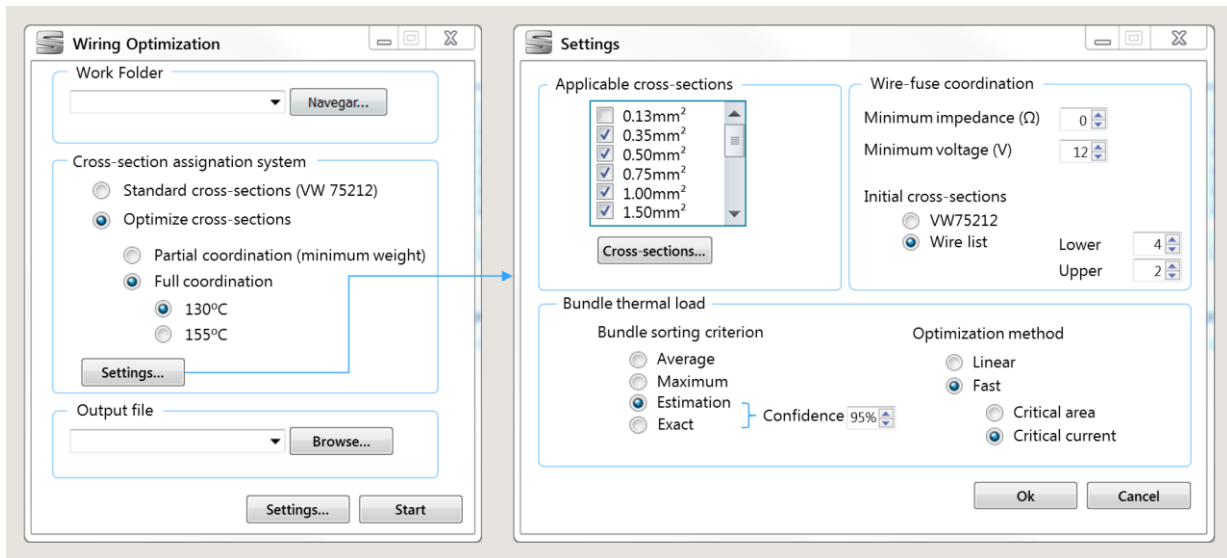 Wiring Optimization
Work Folder
Navegar...
Cross-section assignation system
Standard cross-sections (VW 75212)
Optimize cross-sections
Partial coordination (minimum weight)
Full coordination
130ºC
155ºC
Settings...
Output file
Browse...
Settings... Start
Settings
Applicable cross-sections
0.13mm²
0.35mm²
0.50mm²
0.75mm²
1.00mm²
1.50mm²
Cross-sections...
Wire-fuse coordination
Minimum impedance (Ω) 0
Minimum voltage (V) 12
Initial cross-sections
VW75212
Wire list Lower 4
Upper 2
Bundle thermal load
Bundle sorting criterion
Average
Maximum
Estimation
Exact
Confidence 95%
Optimization method
Linear
Fast
Critical area
Critical current
Ok Cancel